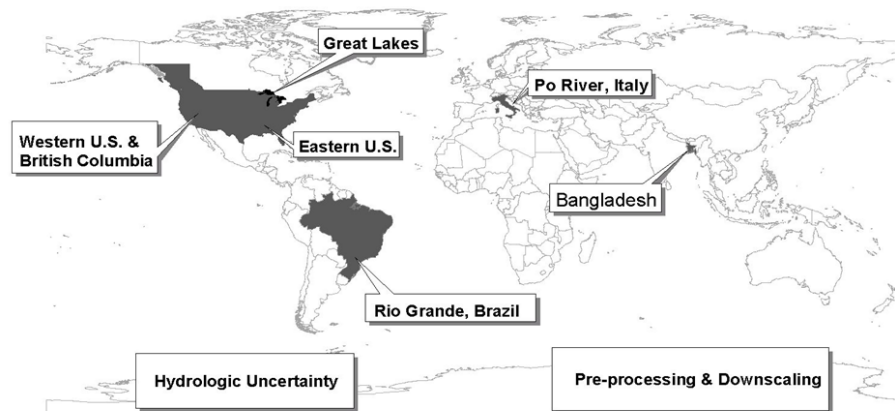 Great Lakes
Po River, Italy
Western U.S. &
British Columbia
Eastern U.S.
Bangladesh
Rio Grande, Brazil
Hydrologic Uncertainty
Pre-processing & Downscaling